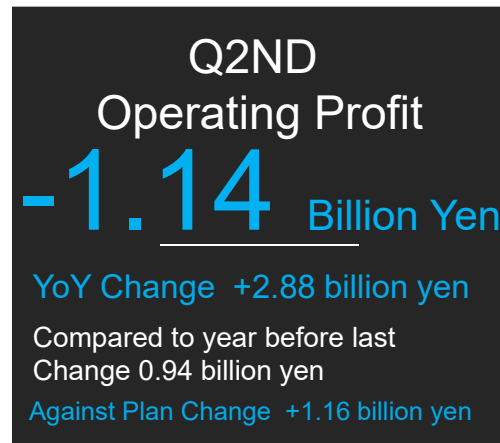 Q2ND
Operating Profit
-1.14 Billion Yen
YoY Change +2.88 billion yen
Compared to year before last
Change 0.94 billion yen
Against Plan Change +1.16 billion yen